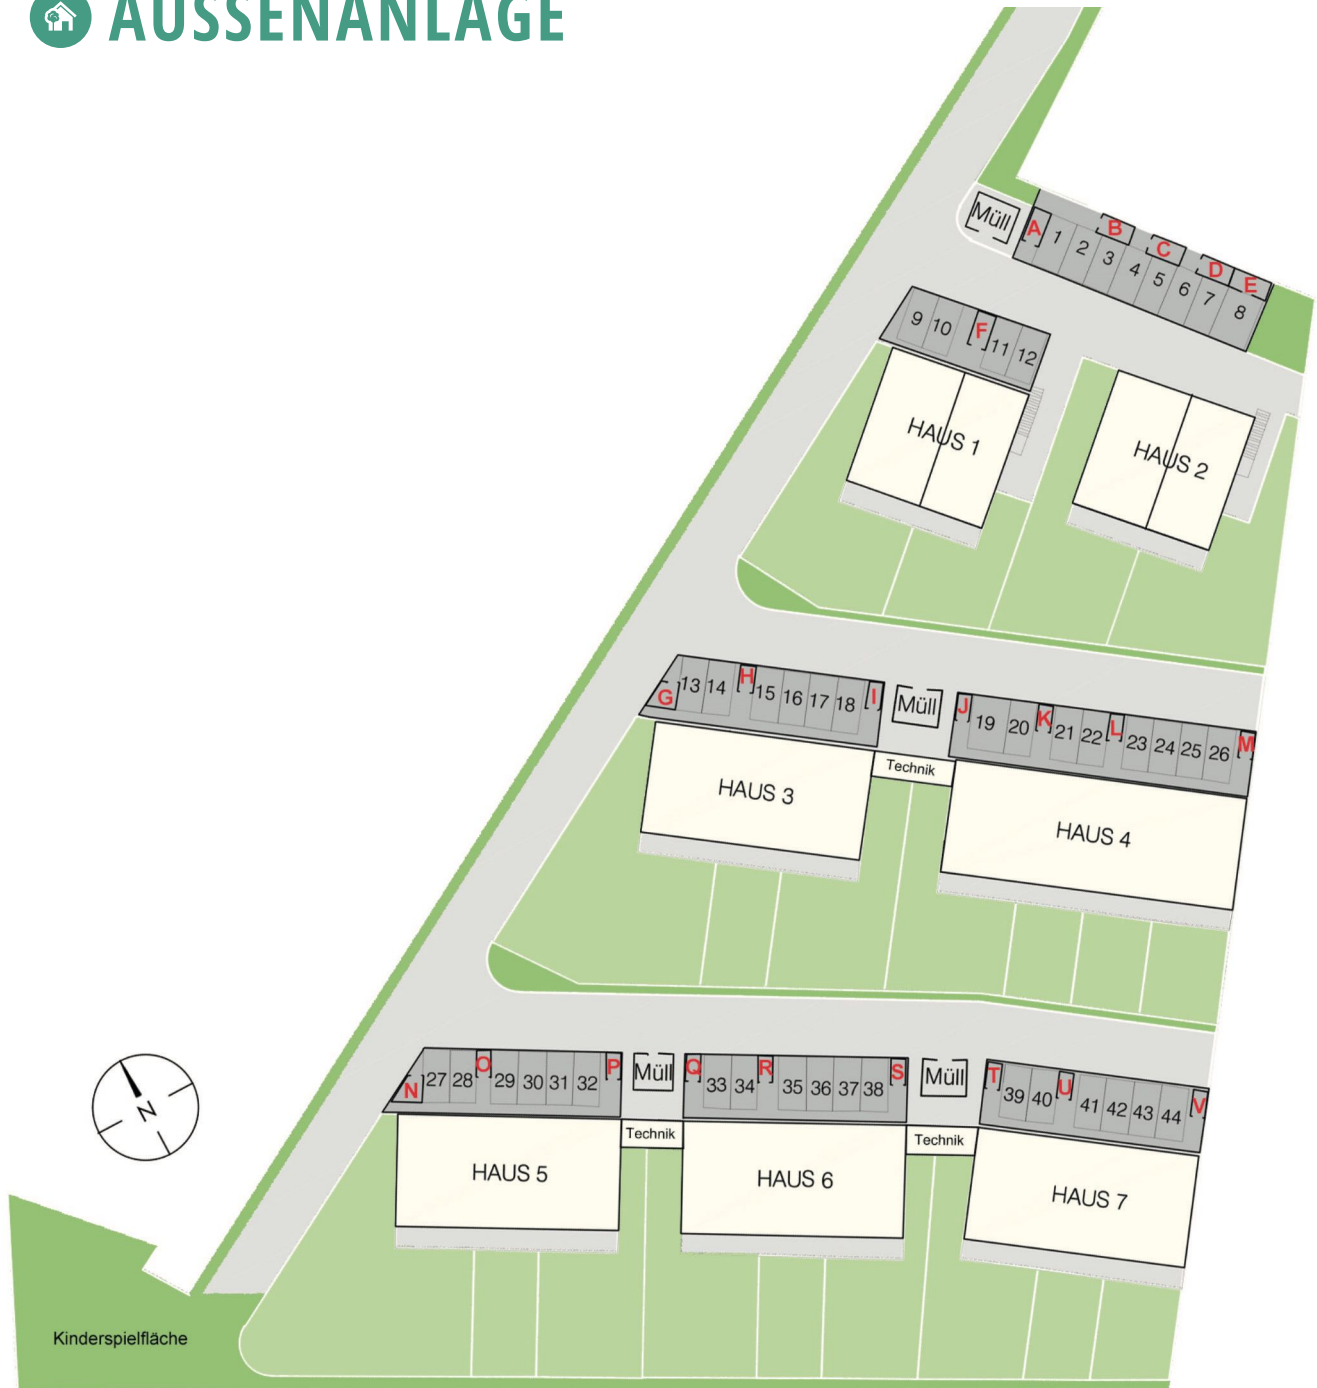 AUSSENANLAGE
Müll
A 1 2 B 3 4 C 5 6 D 7 E 8
9 10 F 11 12
HAUS 1
HAUS 2
G 13 14 H 15 16 17 18 I
Müll
J 19 20 K 21 22 L 23 24 25 26 M
Technik
HAUS 3
HAUS 4
N 27 28 O 29 30 31 32 P
Müll
Q 33 34 R 35 36 37 38 S
Müll
T 39 40 U 41 42 43 44 V
N
Technik
Technik
HAUS 5
HAUS 6
HAUS 7
Kinderspielfläche